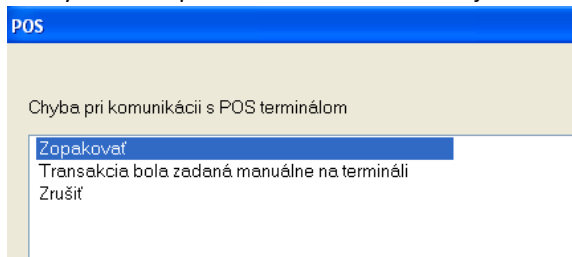 POS
Chyba pri komunikácii s POS terminálom
Zopakovať
Transakcia bola zadaná manuálne na termináli
Zrušiť